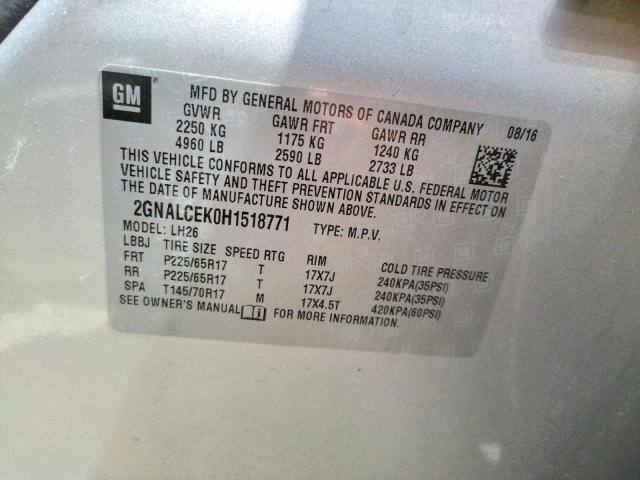 GM
MFD BY GENERAL MOTORS OF CANADA COMPANY 08/16
GVWR GAWR FRT GAWR RR
2250 KG 1175 KG 1240 KG
4960 LB 2590 LB 2733 LB
THIS VEHICLE CONFORMS TO ALL APPLICABLE U.S. FEDERAL MOTOR
VEHICLE SAFETY AND THEFT PREVENTION STANDARDS IN EFFECT ON
THE DATE OF MANUFACTURE SHOWN ABOVE.
2GNALCEK0H1518771 TYPE: M.P.V.
MODEL: LH26
LBBJ TIRE SIZE SPEED RTG RIM COLD TIRE PRESSURE
FRT P225/65R17 T 17X7J 240KPA(35PSI)
RR P225/65R17 T 17X7J 240KPA(35PSI)
SPA T145/70R17 M 17X4.5T 420KPA(60PSI)
SEE OWNER'S MANUAL FOR MORE INFORMATION.